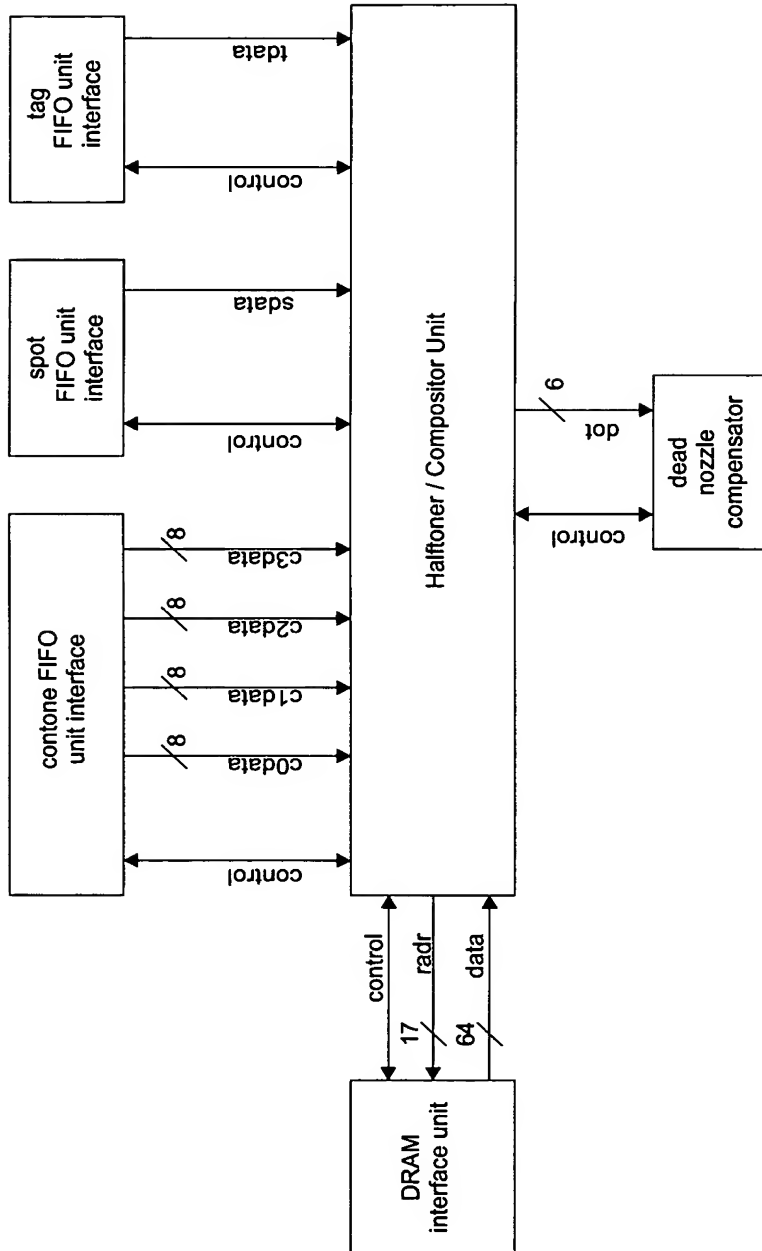 contone FIFO
unit interface
spot
FIFO unit
interface
tag
FIFO unit
interface
control
8
c0data
8
c1data
8
c2data
8
c3data
control
sdata
control
tdata
DRAM
interface unit
control
17
radr
64
data
Halftoner / Compositor Unit
control
6
dot
dead
nozzle
compensator